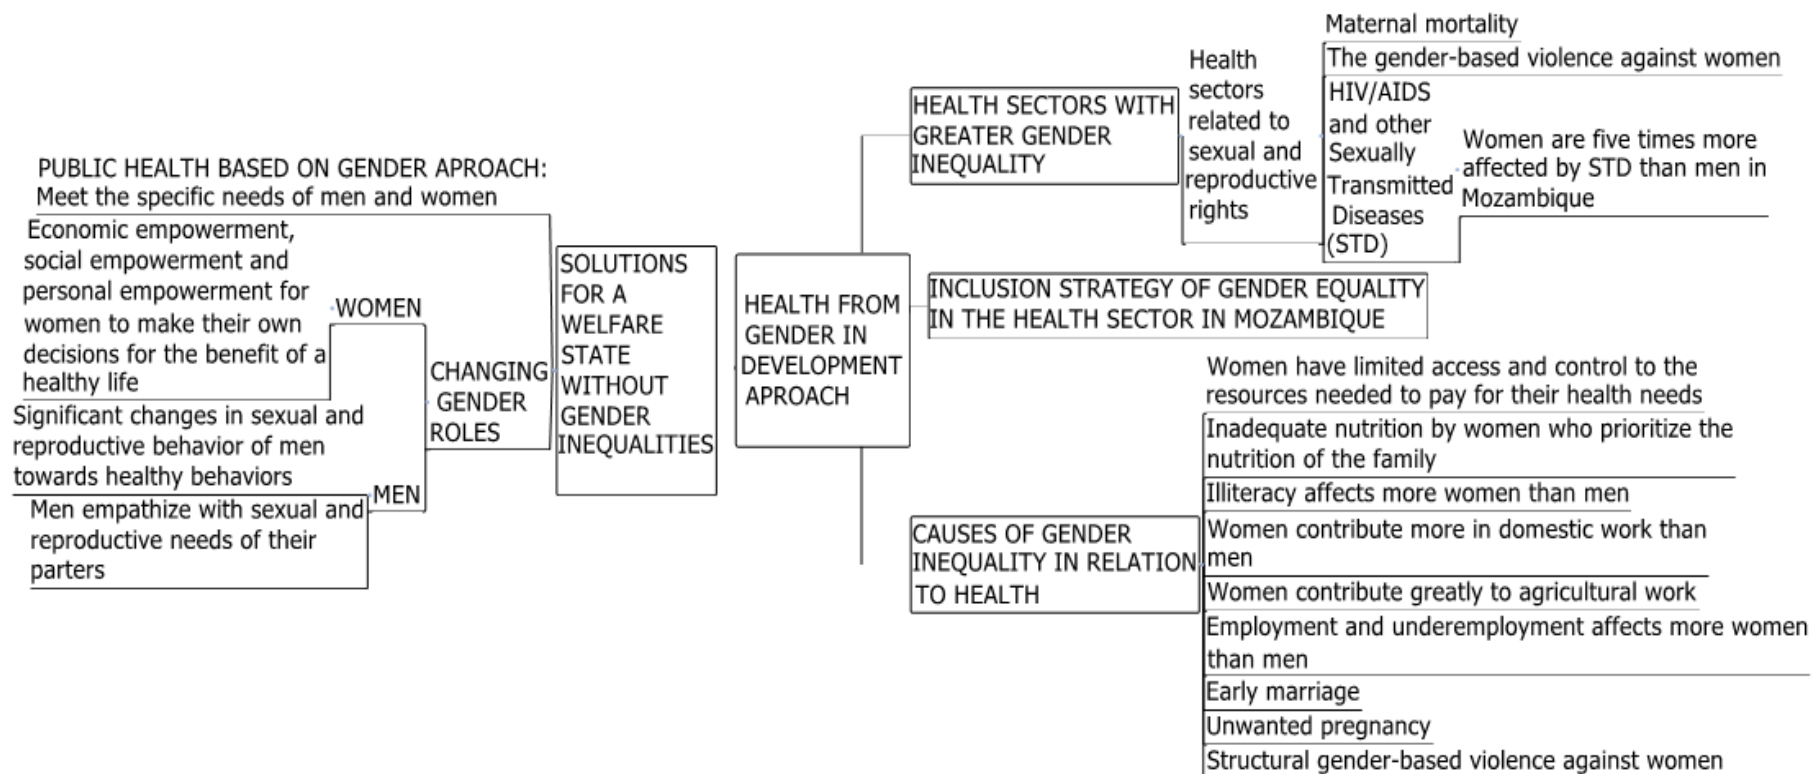 PUBLIC HEALTH BASED ON GENDER APROACH:
Meet the specific needs of men and women
Economic empowerment,
social empowerment and
personal empowerment for
women to make their own
decisions for the benefit of a
healthy life
WOMEN
Significant changes in sexual and
reproductive behavior of men
towards healthy behaviors
Men empathize with sexual and
reproductive needs of their
parters
MEN
CHANGING
GENDER
ROLES
SOLUTIONS
FOR A
WELFARE
STATE
WITHOUT
GENDER
INEQUALITIES
HEALTH FROM
GENDER IN
DEVELOPMENT
APROACH
HEALTH SECTORS WITH
GREATER GENDER
INEQUALITY
Health
sectors
related to
sexual and
reproductive
rights
Maternal mortality
The gender-based violence against women
HIV/AIDS
and other
Sexually
Transmitted
Diseases
(STD)
Women are five times more
affected by STD than men in
Mozambique
INCLUSION STRATEGY OF GENDER EQUALITY
IN THE HEALTH SECTOR IN MOZAMBIQUE
CAUSES OF GENDER
INEQUALITY IN RELATION
TO HEALTH
Women have limited access and control to the
resources needed to pay for their health needs
Inadequate nutrition by women who prioritize the
nutrition of the family
Illiteracy affects more women than men
Women contribute more in domestic work than
men
Women contribute greatly to agricultural work
Employment and underemployment affects more women
than men
Early marriage
Unwanted pregnancy
Structural gender-based violence against women